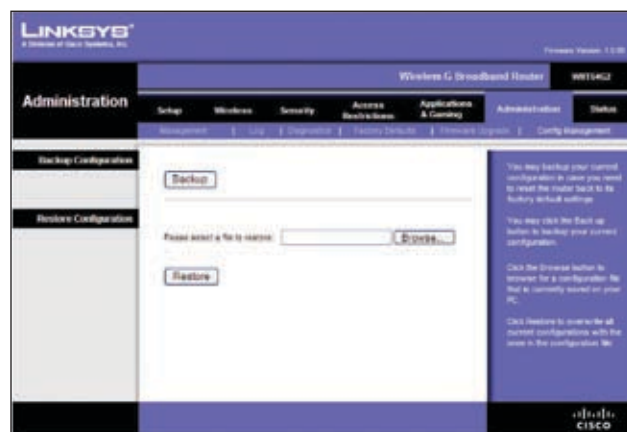 LINKSYS®
A Division of Cisco Systems, Inc.
Firmware Version:
Wireless-G Broadband Router
WRT54G2
Administration
Setup
Wireless
Security
Access Restrictions
Applications & Gaming
Administration
Status
Management | Log | Diagnostics | Factory Defaults | Firmware Upgrade | Config Management
Backup Configuration
Backup
Restore Configuration
Please select a file to restore:
Browse...
Restore
You may backup your current
configuration in case you need
to reset the router back to its
factory default settings.
You may click the Back up
button to backup your current
configuration.
Click the Browse button to
browse for a configuration file
that is currently saved on your
PC.
Click Restore to overwrite all
current configurations with the
ones in the configuration file.
CISCO